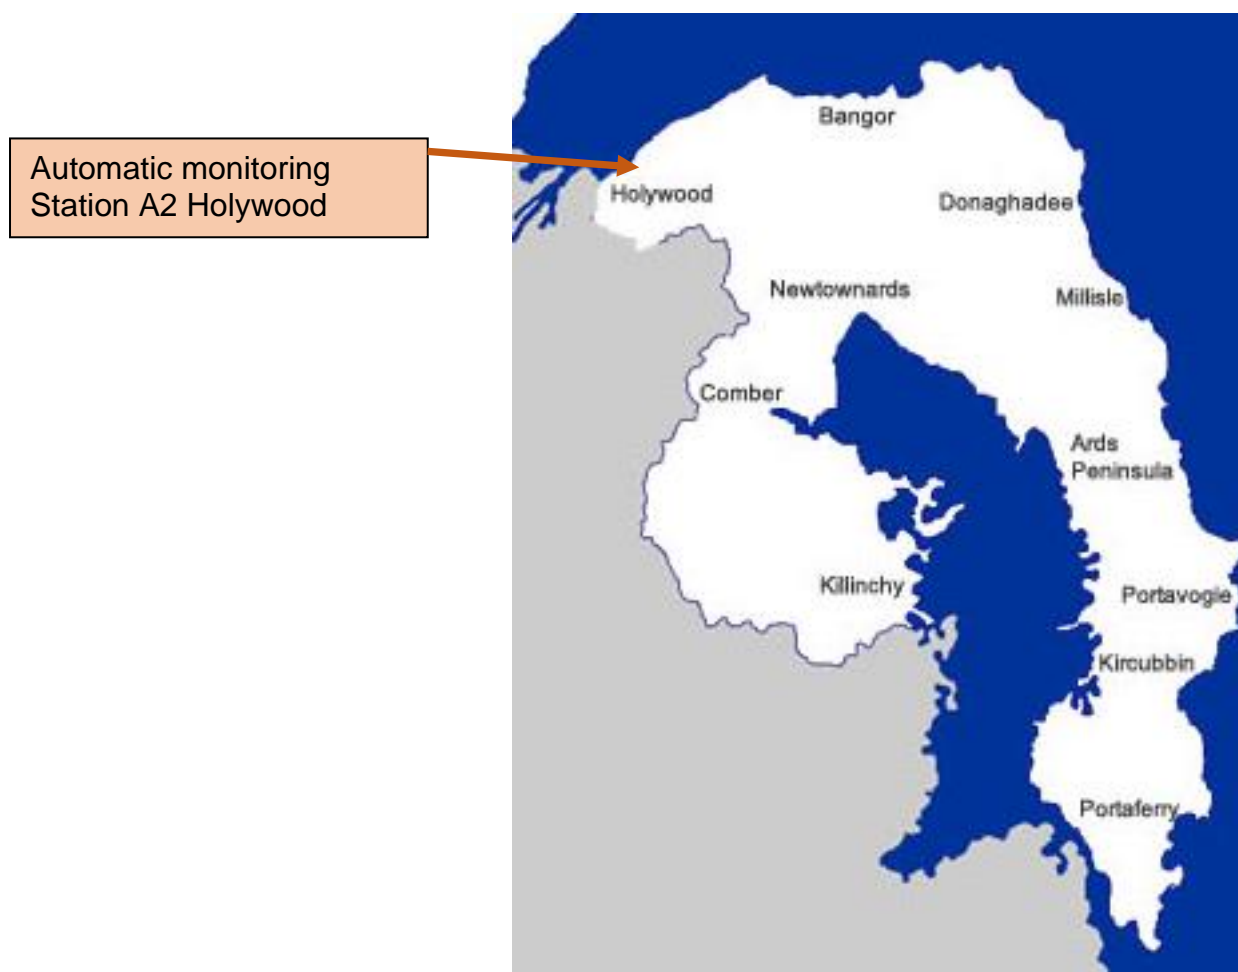 Automatic monitoring
Station A2 Holywood
Bangor
Holywood
Donaghadee
Newtownards
Millisle
Comber
Ards
Peninsula
Killinchy
Portavogie
Kircubbin
Portaferry